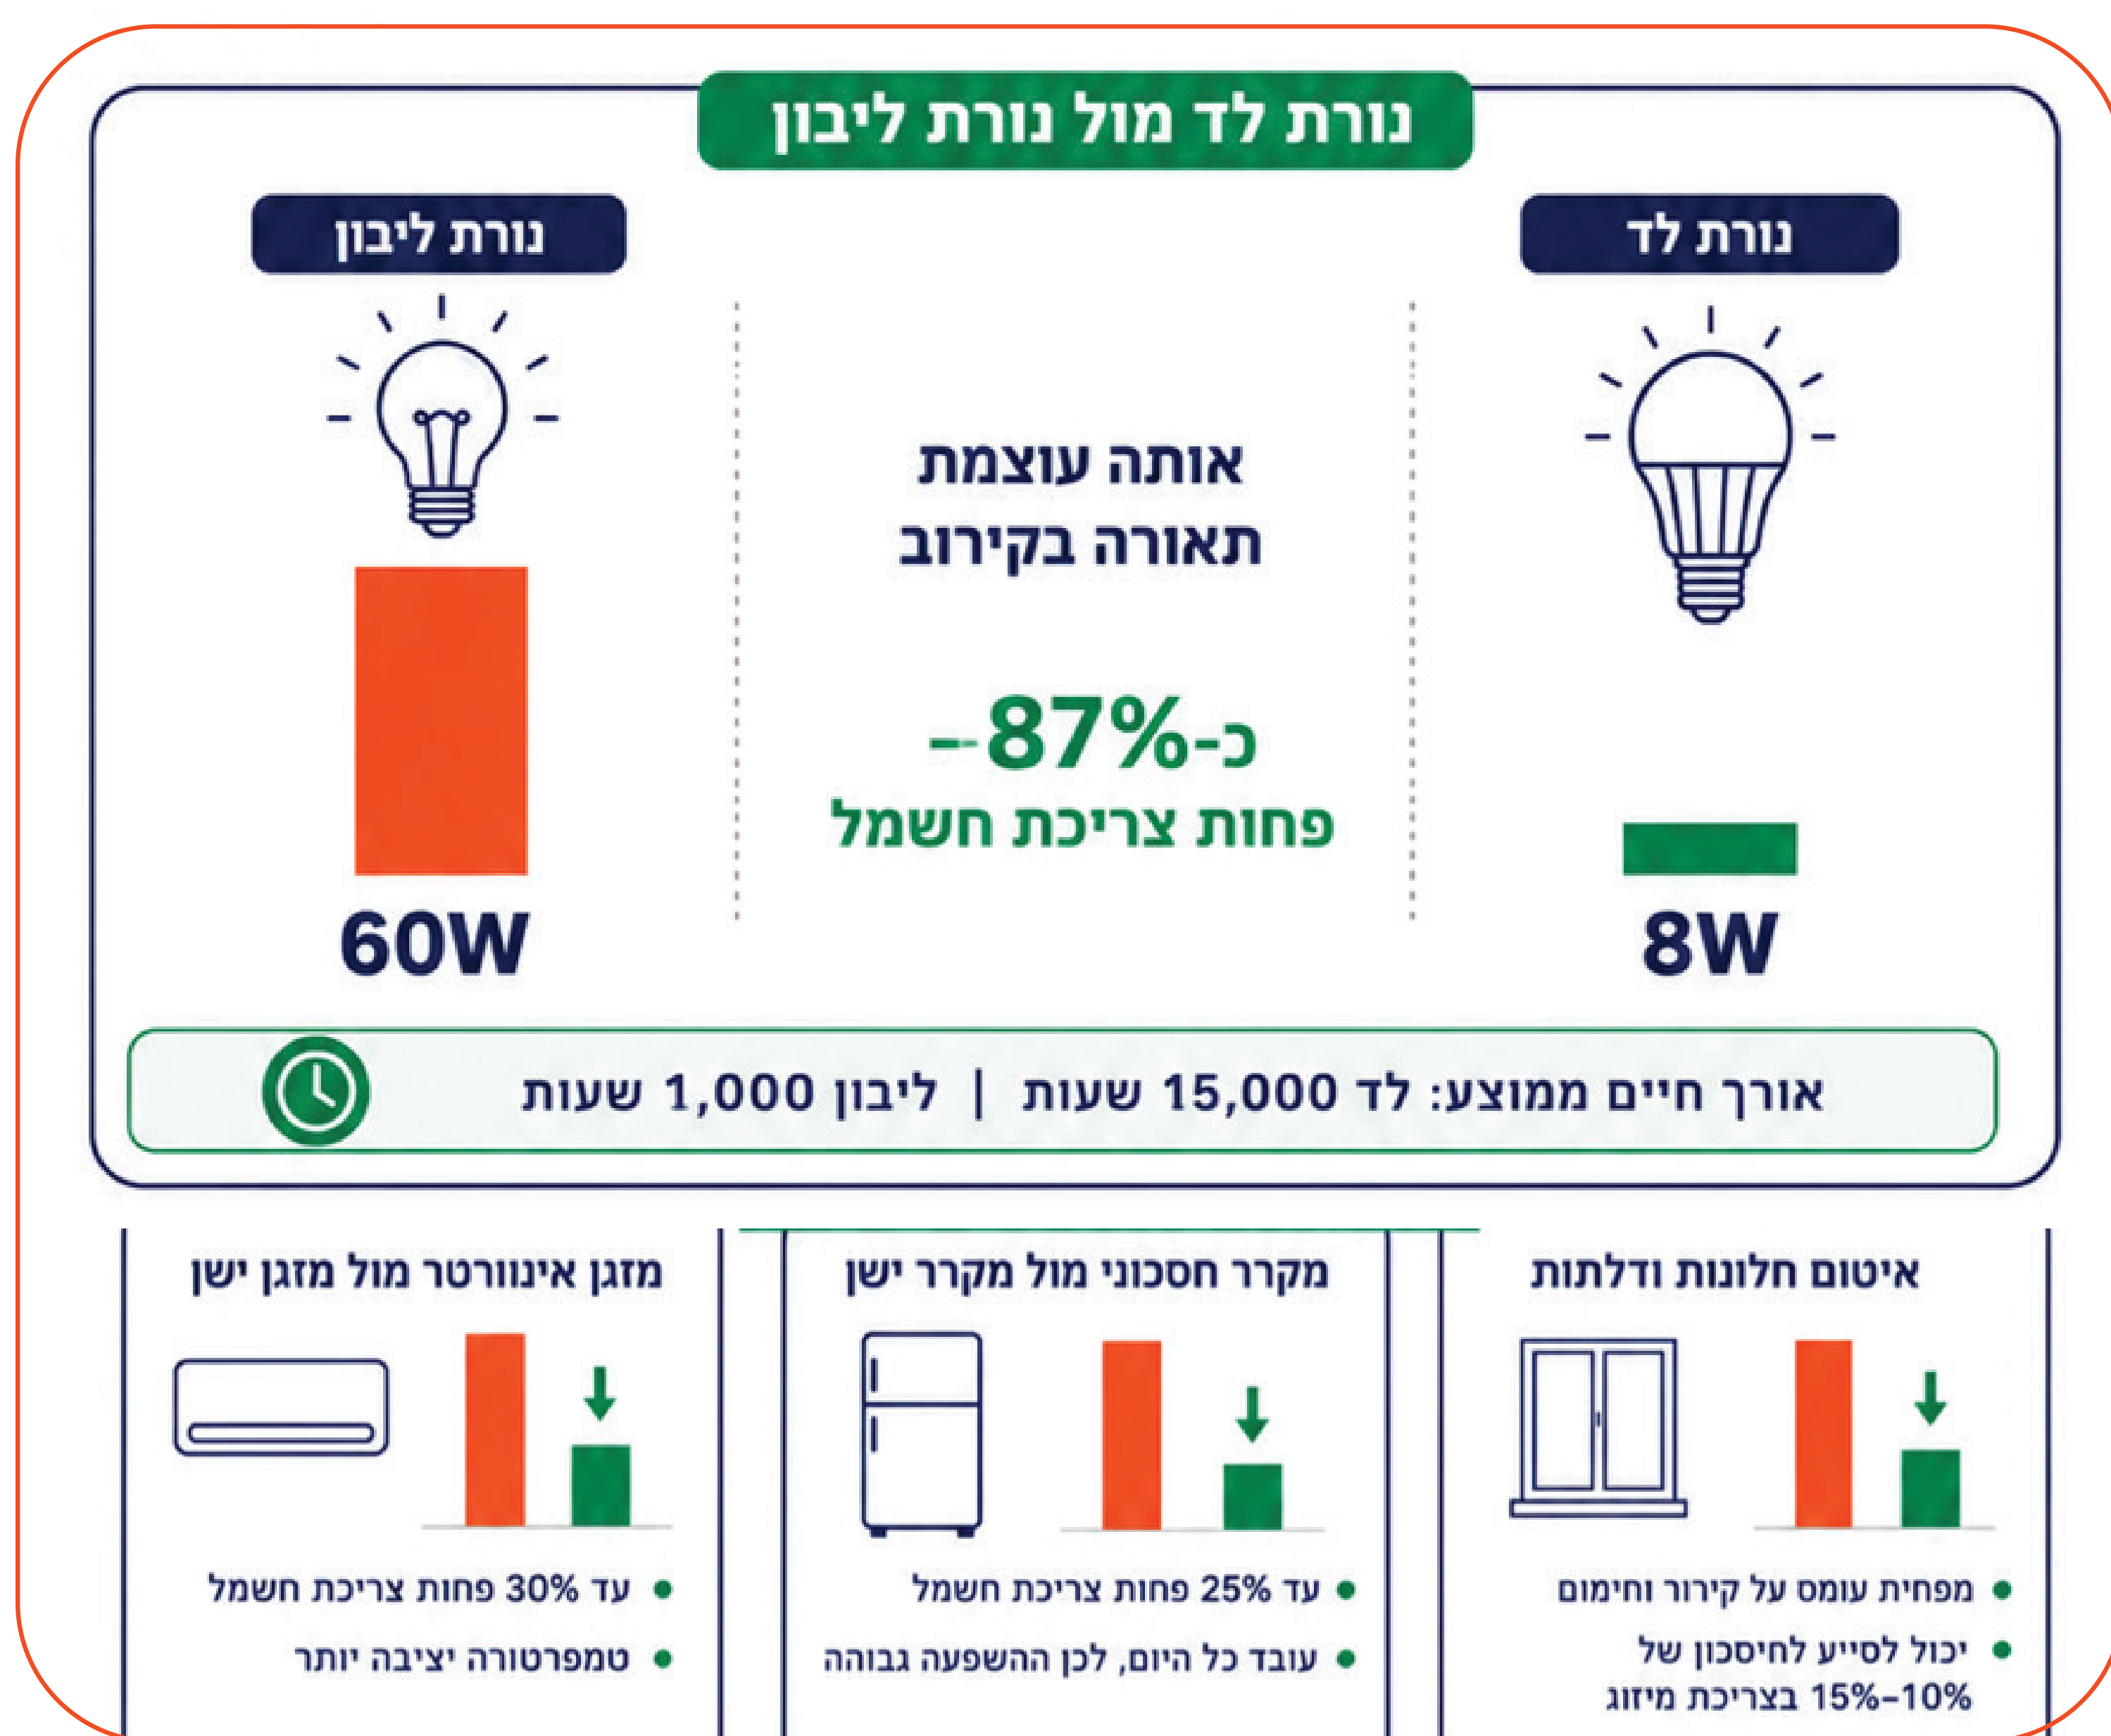 נורת לד מול נורת ליבון
נורת לד
נורת ליבון
אותה עוצמת
תאורה בקירוב
כ-87%--
פחות צריכת חשמל
8W
60W
אורך חיים ממוצע: לד 15,000 שעות | ליבון 1,000 שעות
איטום חלונות ודלתות
מפחית עומס על קירור וחימום
יכול לסייע לחיסכון של
10%–15% בצריכת מיזוג
מקרר חסכוני מול מקרר ישן
עד 25% פחות צריכת חשמל
עובד כל היום, לכן ההשפעה גבוהה
מזגן אינוורטר מול מזגן ישן
עד 30% פחות צריכת חשמל
טמפרטורה יציבה יותר